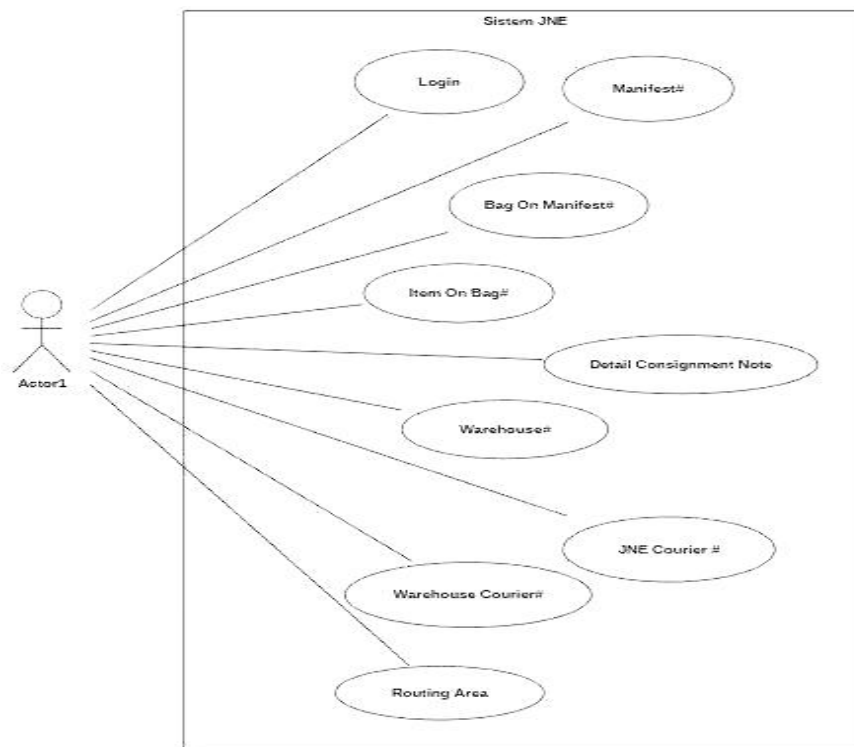 Sistem JNE
Login
Manifest#
Bag On Manifest#
Item On Bag#
Actor1
Detail Consignment Note
Warehouse#
JNE Courier #
Warehouse Courier#
Routing Area